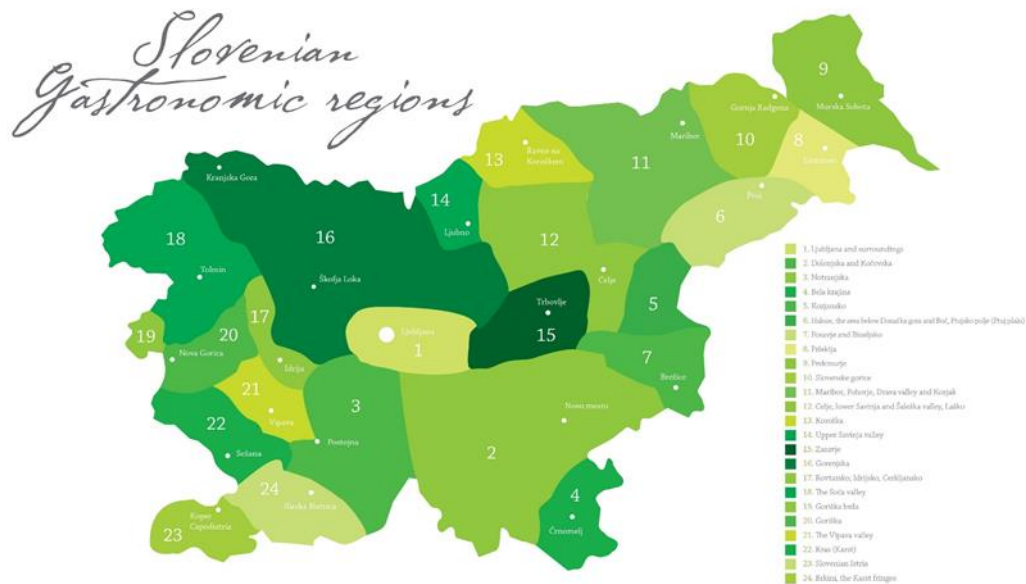 Slovenian
Gastronomic regions
9
Murska Sobota
Gornja Radgona
10
8
Ljutomer
Maribor
11
13
Ravne na
Koroškem
Ptuj
6
Kranjska Gora
14
Ljubno
16
12
18
Tolmin
Škofja Loka
Celje
5
Trbovlje
15
17
19
20
Nova Gorica
Idrija
Ljubljana
1
7
Brežice
21
Vipava
3
Postojna
Novo mesto
2
22
Sežana
24
Ilirska Bistrica
4
Črnomelj
Koper
Capodistria
23
1. Ljubljana and surroundings
2. Dolenjska and Kočevska
3. Notranjska
4. Bela krajina
5. Kozjansko
6. Haloze, the area below Donačka gora and Boč, Ptujsko polje (Ptuj plain)
7. Posavje and Bizeljsko
8. Prlekija
9. Prekmurje
10. Slovenske gorice
11. Maribor, Pohorje, Drava valley and Kozjak
12. Celje, lower Savinja and Šaleška valley, Laško
13. Koroška
14. Upper Savinja valley
15. Zasavje
16. Gorenjska
17. Rovtarsko, Idrijsko, Cerkljansko
18. The Soča valley
19. Goriška brda
20. Goriška
21. The Vipava valley
22. Kras (Karst)
23. Slovenian Istria
24. Brkini, the Karst fringes